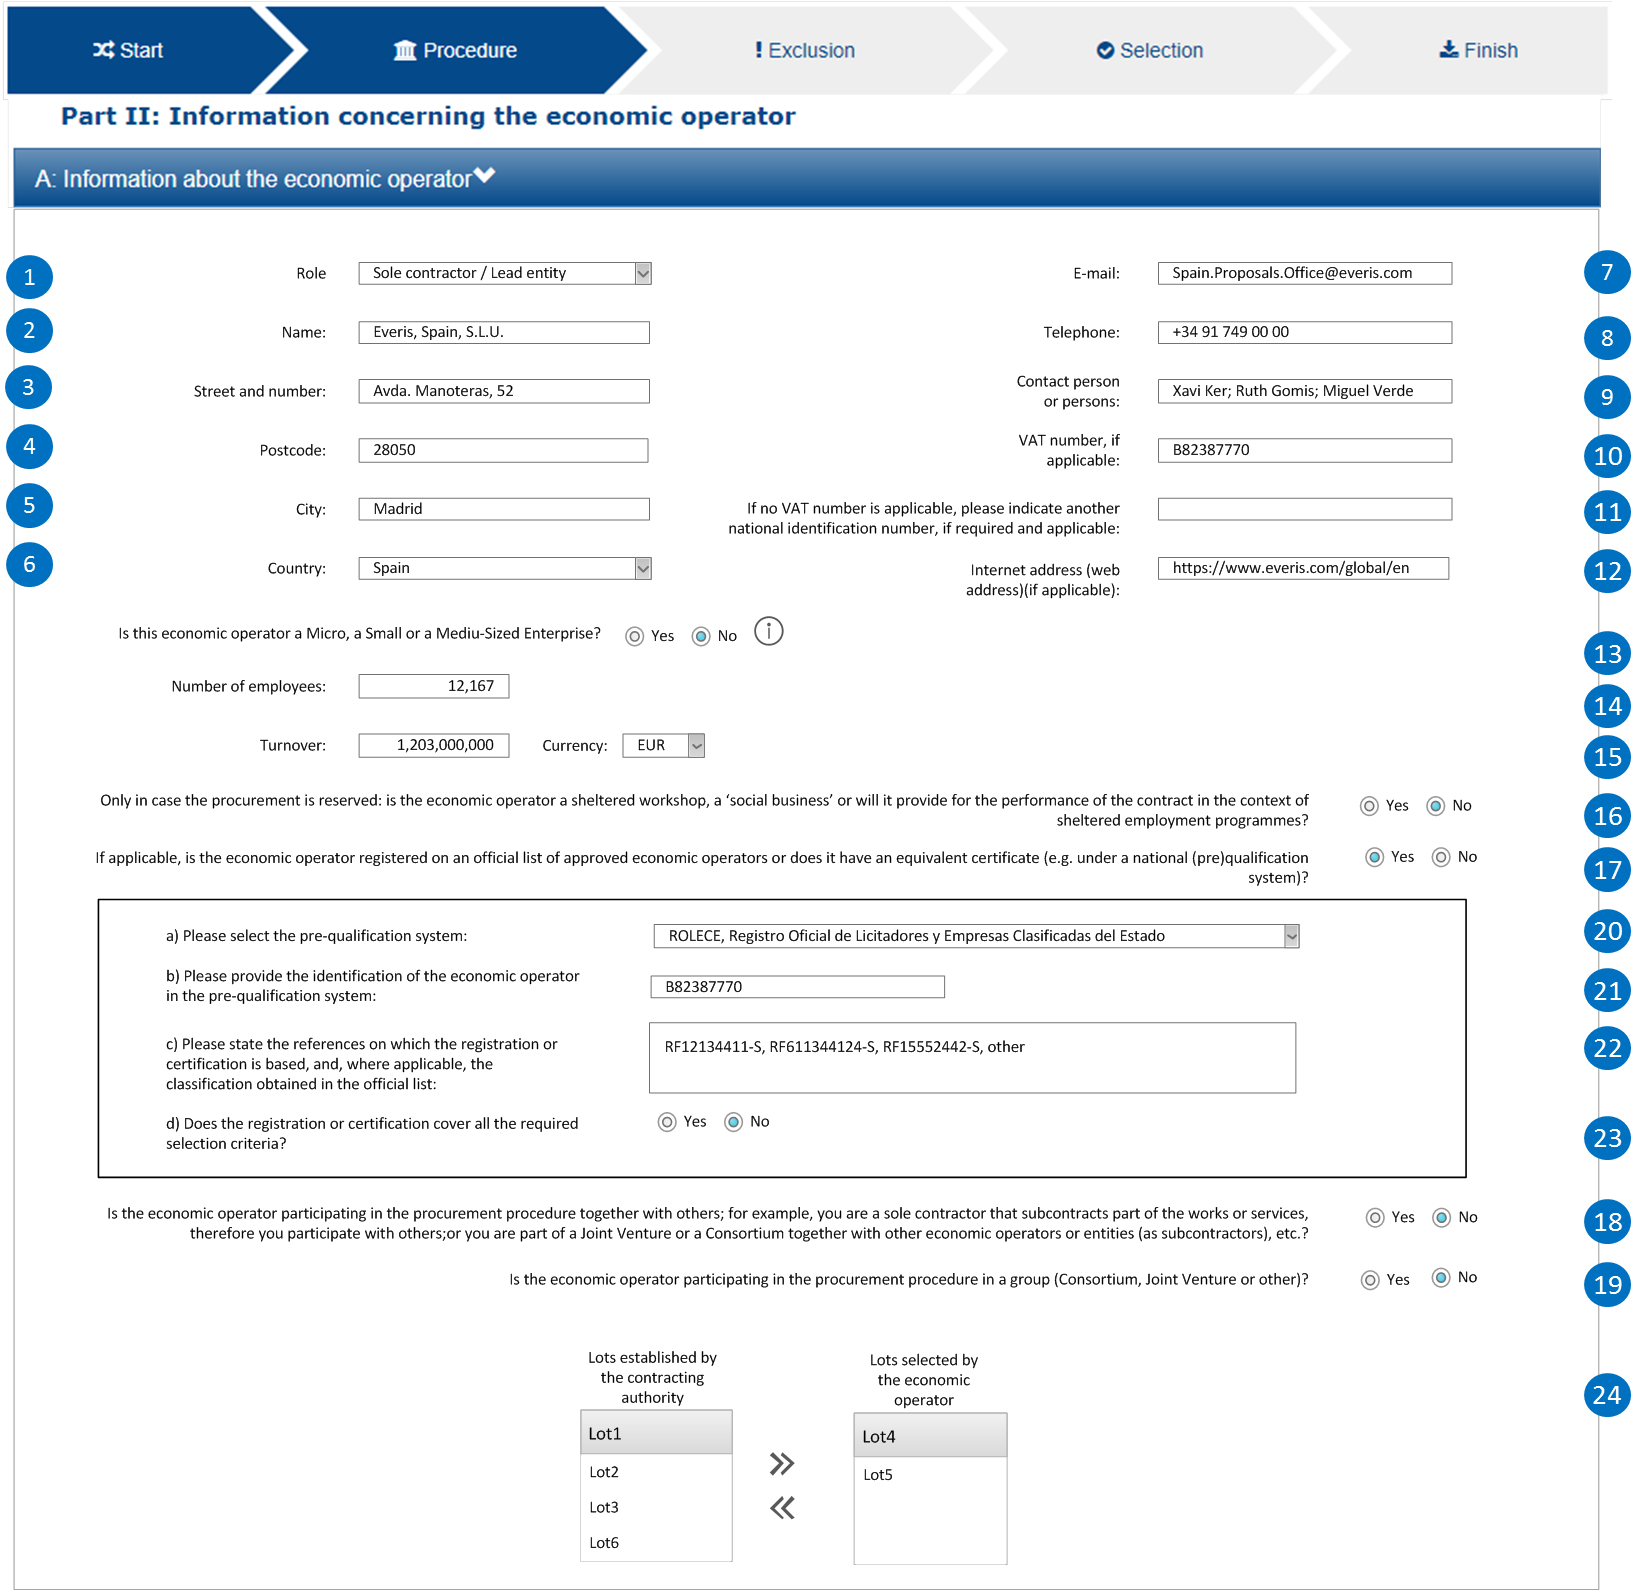 Start
Procedure
! Exclusion
Selection
Finish
Part II: Information concerning the economic operator
A: Information about the economic operator
1
Role
Sole contractor / Lead entity
E-mail:
Spain.Proposals.Office@everis.com
7
2
Name:
Everis, Spain, S.L.U.
Telephone:
+34 91 749 00 00
8
3
Street and number:
Avda. Manoteras, 52
Contact person
or persons:
Xavi Ker; Ruth Gomis; Miguel Verde
9
4
Postcode:
28050
VAT number, if
applicable:
B82387770
10
5
City:
Madrid
If no VAT number is applicable, please indicate another
national identification number, if required and applicable:
11
6
Country:
Spain
Internet address (web
address)(if applicable):
https://www.everis.com/global/en
12
Is this economic operator a Micro, a Small or a Mediu-Sized Enterprise?
Yes
No
i
13
Number of employees:
12,167
14
Turnover:
1,203,000,000
Currency:
EUR
15
Only in case the procurement is reserved: is the economic operator a sheltered workshop, a ‘social business’ or will it provide for the performance of the contract in the context of
sheltered employment programmes?
Yes
No
16
If applicable, is the economic operator registered on an official list of approved economic operators or does it have an equivalent certificate (e.g. under a national (pre)qualification
system)?
Yes
No
17
a) Please select the pre-qualification system:
ROLECE, Registro Oficial de Licitadores y Empresas Clasificadas del Estado
20
b) Please provide the identification of the economic operator
in the pre-qualification system:
B82387770
21
c) Please state the references on which the registration or
certification is based, and, where applicable, the
classification obtained in the official list:
RF12134411-S, RF611344124-S, RF15552442-S, other
22
d) Does the registration or certification cover all the required
selection criteria?
Yes
No
23
Is the economic operator participating in the procurement procedure together with others; for example, you are a sole contractor that subcontracts part of the works or services,
therefore you participate with others;or you are part of a Joint Venture or a Consortium together with other economic operators or entities (as subcontractors), etc.?
Yes
No
18
Is the economic operator participating in the procurement procedure in a group (Consortium, Joint Venture or other)?
Yes
No
19
Lots established by
the contracting
authority
Lot1
Lot2
Lot3
Lot6
Lots selected by
the economic
operator
Lot4
Lot5
24